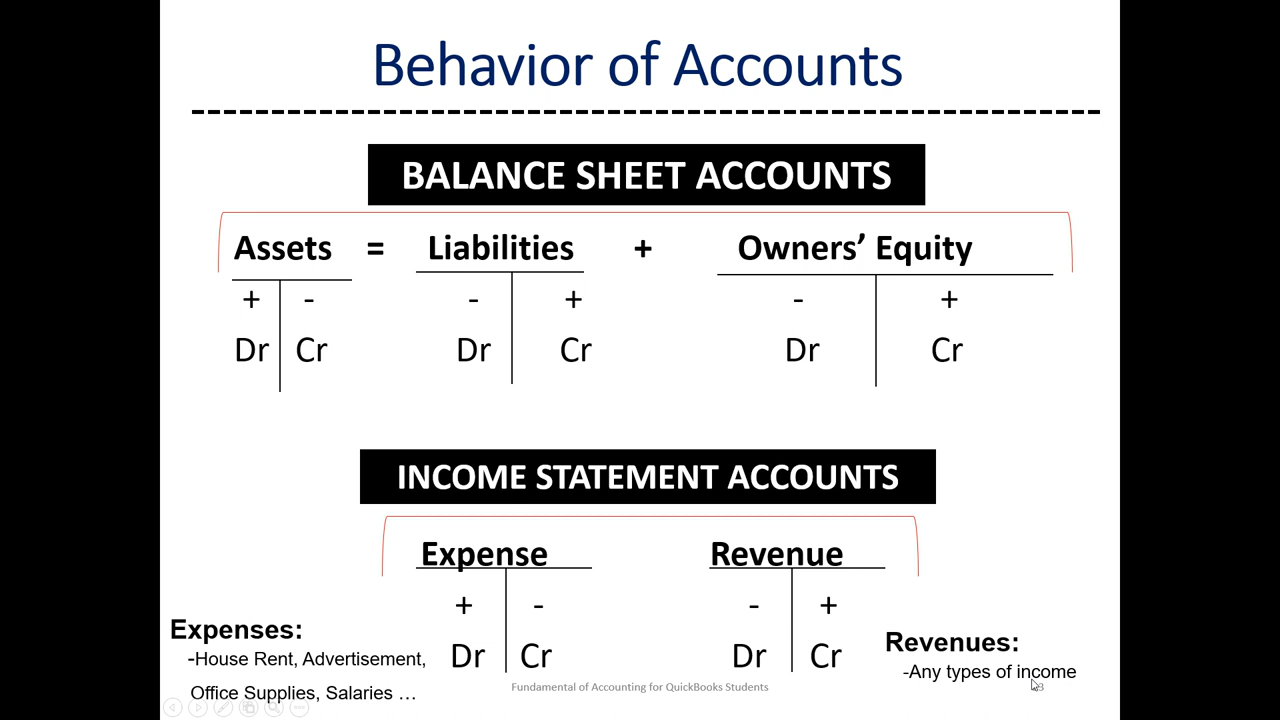 Behavior of Accounts
BALANCE SHEET ACCOUNTS
Assets = Liabilities + Owners’ Equity
+ - - + - +
Dr Cr Dr Cr Dr Cr
INCOME STATEMENT ACCOUNTS
Expense Revenue
+ - - +
Dr Cr Dr Cr
Expenses:
-House Rent, Advertisement,
Office Supplies, Salaries …
Revenues:
-Any types of income
Fundamental of Accounting for QuickBooks Students